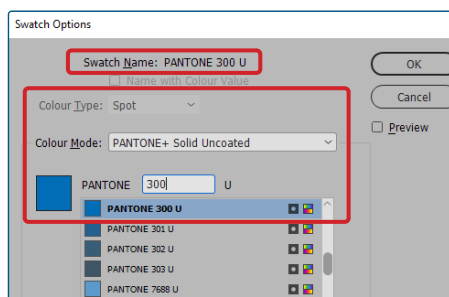 Swatch Options
Swatch Name: PANTONE 300 U
OK
Name with Colour Value
Colour Type: Spot
Cancel
Preview
Colour Mode: PANTONE+ Solid Uncoated
PANTONE 300 U
PANTONE 300 U
PANTONE 301 U
PANTONE 302 U
PANTONE 303 U
PANTONE 7688 U